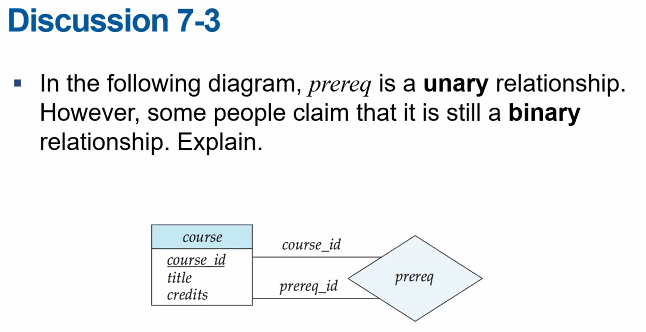 Discussion 7-3
▪ In the following diagram, prereq is a unary relationship.
However, some people claim that it is still a binary
relationship. Explain.
course
course_id
title
credits
course_id
prereq_id
prereq